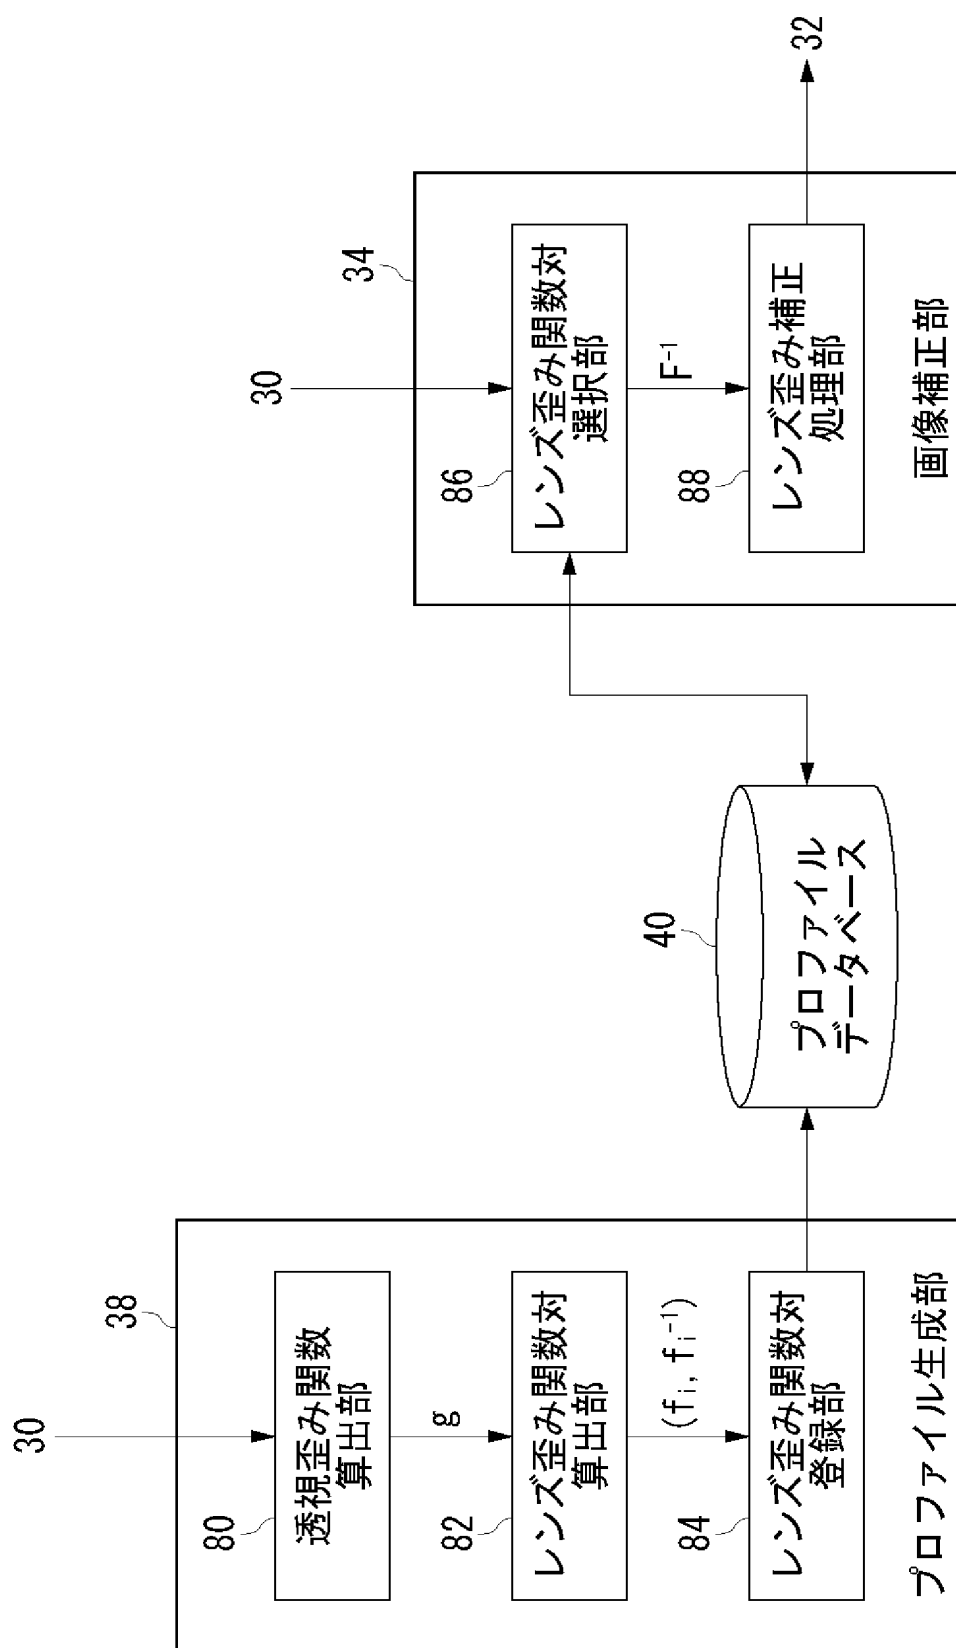 30
38
80
透視歪み関数
算出部
g
82
レンズ歪み関数対
算出部
(fᵢ, fᵢ⁻¹)
84
レンズ歪み関数対
登録部
プロファイル生成部
40
プロファイル
データベース
30
34
86
レンズ歪み関数対
選択部
F⁻¹
88
レンズ歪み補正
処理部
32
画像補正部